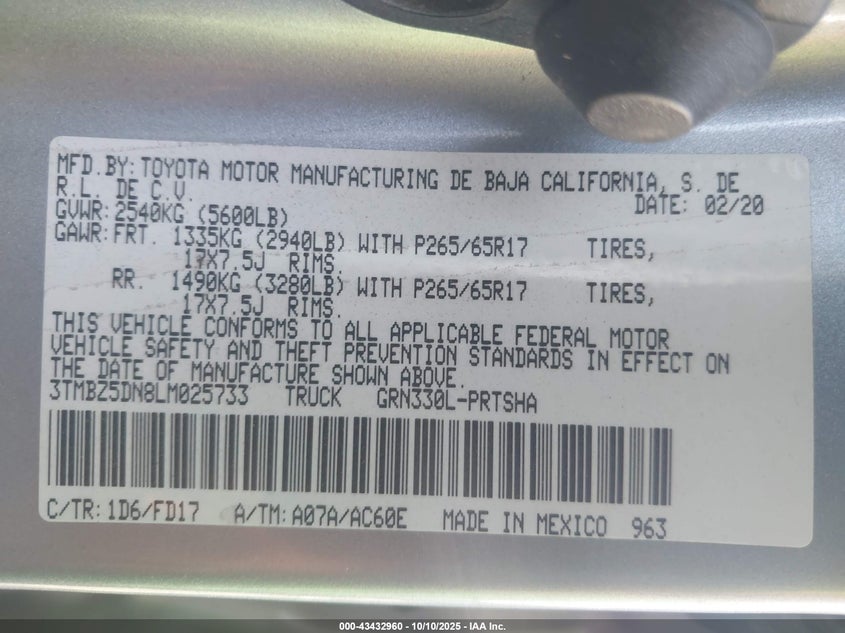 MFD.BY: TOYOTA MOTOR MANUFACTURING DE BAJA CALIFORNIA, S. DE
R.L. DE C.V. DATE: 02/20
GVWR: 2540KG (5600LB)
GAWR: FRT. 1335KG (2940LB) WITH P265/65R17 TIRES,
17X7.5J RIMS.
RR. 1490KG (3280LB) WITH P265/65R17 TIRES,
17X7.5J RIMS.
THIS VEHICLE CONFORMS TO ALL APPLICABLE FEDERAL MOTOR
VEHICLE SAFETY AND THEFT PREVENTION STANDARDS IN EFFECT ON
THE DATE OF MANUFACTURE SHOWN ABOVE.
3TMBZ5DN8LM025733 TRUCK GRN330L-PRTSHA
C/TR: 1D6/FD17 A/TM: A07A/AC60E MADE IN MEXICO 963
000-43432960 - 10/10/2025 - IAA Inc.